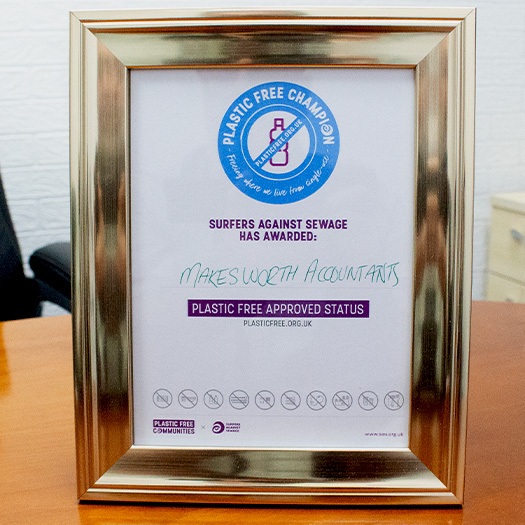 PLASTIC FREE CHAMPION
PLASTICFREE.ORG.UK
Freeing where we live from single-use
SURFERS AGAINST SEWAGE
HAS AWARDED:
MAKESWORTH ACCOUNTANTS
PLASTIC FREE APPROVED STATUS
PLASTICFREE.ORG.UK
PLASTIC FREE
COMMUNITIES
×
SURFERS
AGAINST
SEWAGE
www.sas.org.uk